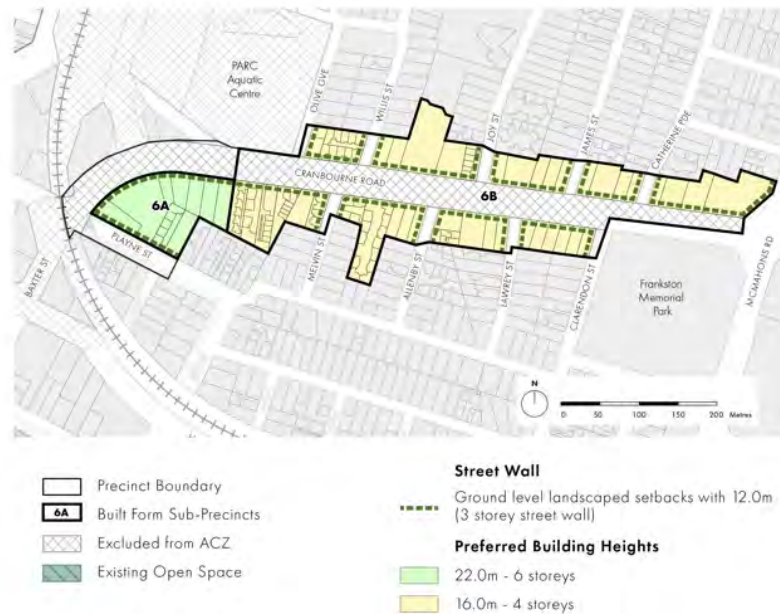 PARC
Aquatic
Centre
OLIVE GVE
WILLIS ST
JOY ST
JAMES ST
CATHERINE PDE
CRANBOURNE ROAD
6A
6B
PLAYNE ST
BAXTER ST
MELVIN ST
ALLENBY ST
LAWREY ST
CLARENDON ST
MCMAHONS RD
Frankston
Memorial
Park
N
0 50 100 150 200 Metres
Precinct Boundary
6A Built Form Sub-Precincts
Excluded from ACZ
Existing Open Space
Street Wall
Ground level landscaped setbacks with 12.0m
(3 storey street wall)
Preferred Building Heights
22.0m - 6 storeys
16.0m - 4 storeys